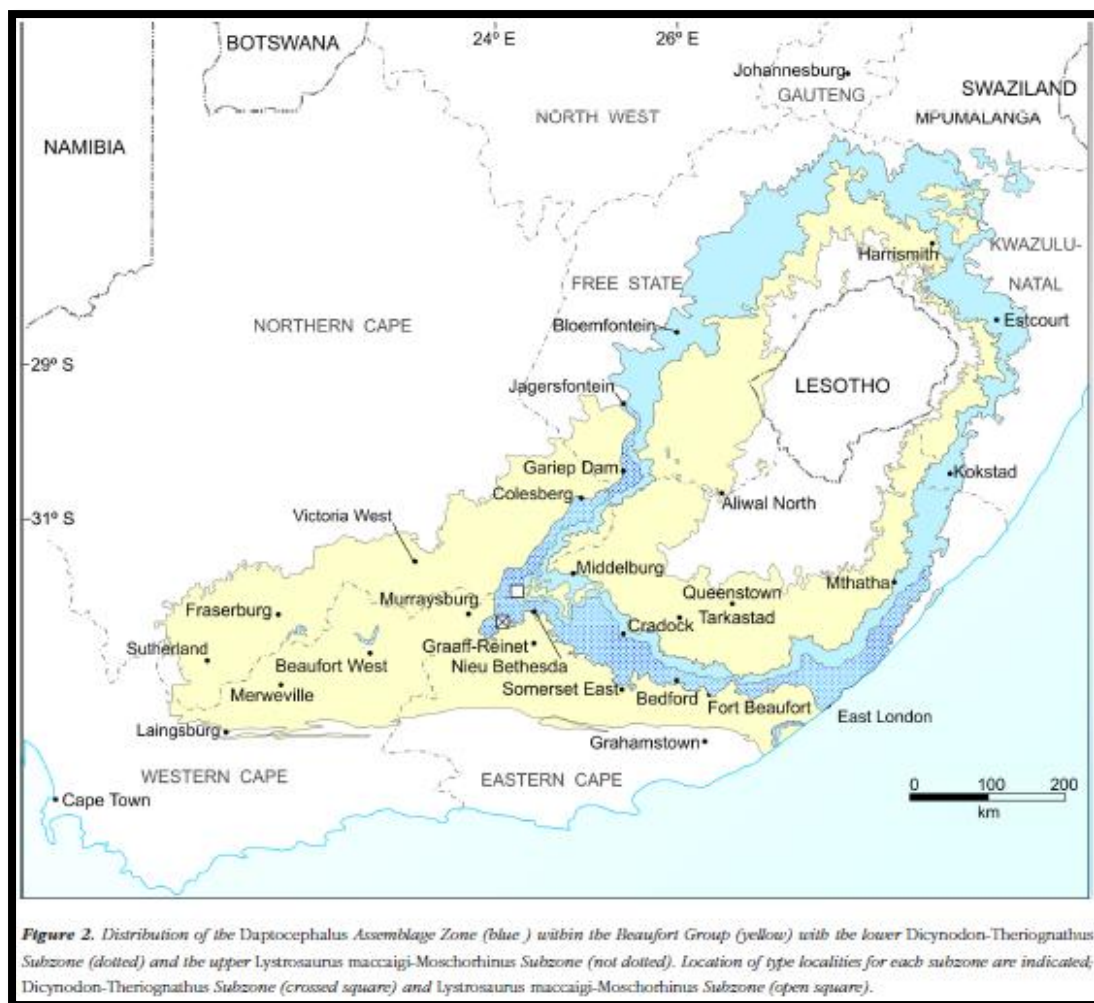 BOTSWANA
24° E
26° E
Johannesburg
GAUTENG
SWAZILAND
MPUMALANGA
NORTH WEST
NAMIBIA
KWAZULU-
NATAL
Harrismith
FREE STATE
NORTHERN CAPE
Bloemfontein
Estcourt
29° S
LESOTHO
Jagersfontein
Gariep Dam
Kokstad
Colesberg
Aliwal North
31° S
Victoria West
Middelburg
Mthatha
Queenstown
Fraserburg
Murraysburg
Tarkastad
Cradock
Sutherland
Graaff-Reinet
Beaufort West
Nieu Bethesda
Merweville
Somerset East
Bedford
Fort Beaufort
East London
Laingsburg
Grahamstown
WESTERN CAPE
EASTERN CAPE
0 100 200
km
Cape Town
Figure 2. Distribution of the Daptocephalus Assemblage Zone (blue ) within the Beaufort Group (yellow) with the lower Dicynodon-Theriognathus
Subzone (dotted) and the upper Lystrosaurus maccaigi-Moschorhinus Subzone (not dotted). Location of type localities for each subzone are indicated;
Dicynodon-Theriognathus Subzone (crossed square) and Lystrosaurus maccaigi-Moschorhinus Subzone (open square).